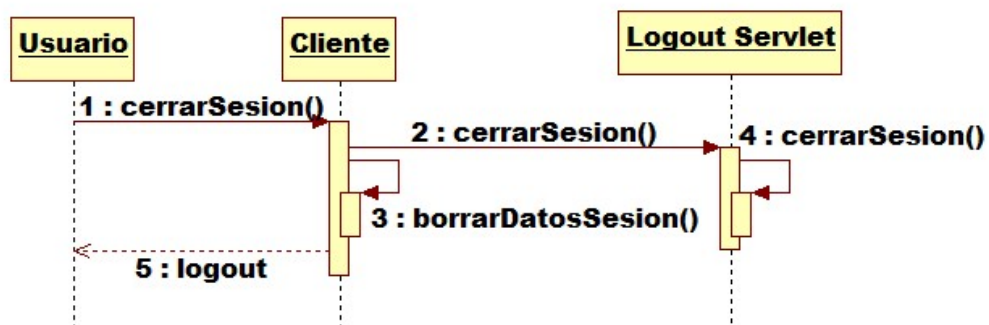 Usuario
Cliente
Logout Servlet
1 : cerrarSesion()
2 : cerrarSesion()
4 : cerrarSesion()
3 : borrarDatosSesion()
5 : logout